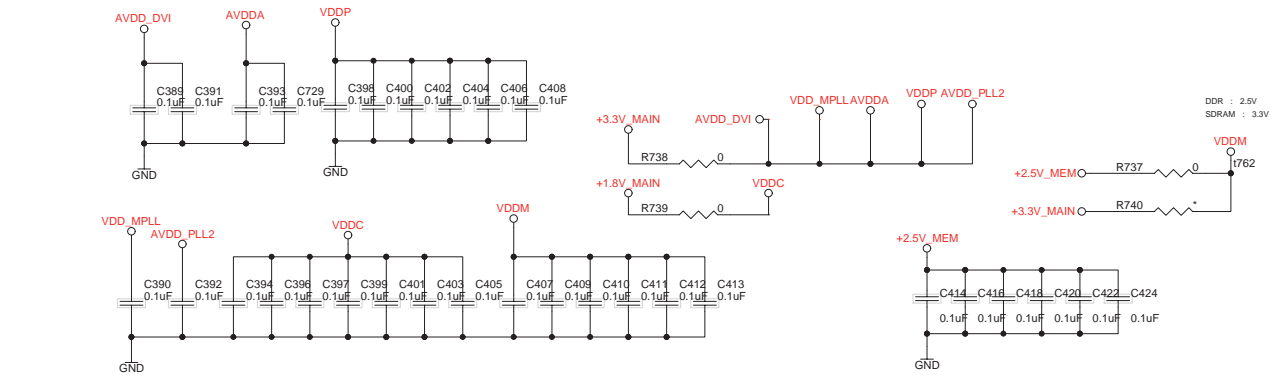 AVDD_DVI
AVDDA
VDDP
C389
0.1uF
C391
0.1uF
C393
0.1uF
C729
0.1uF
C398
0.1uF
C400
0.1uF
C402
0.1uF
C404
0.1uF
C406
0.1uF
C408
0.1uF
GND
GND
+3.3V_MAIN
AVDD_DVI
VDD_MPLL
AVDDA
VDDP
AVDD_PLL2
R738
0
+1.8V_MAIN
VDDC
R739
0
DDR : 2.5V
SDRAM : 3.3V
VDDM
t762
+2.5V_MEM
R737
0
+3.3V_MAIN
R740
*
VDD_MPLL
AVDD_PLL2
VDDC
VDDM
C390
0.1uF
C392
0.1uF
C394
0.1uF
C396
0.1uF
C397
0.1uF
C399
0.1uF
C401
0.1uF
C403
0.1uF
C405
0.1uF
C407
0.1uF
C409
0.1uF
C410
0.1uF
C411
0.1uF
C412
0.1uF
C413
0.1uF
GND
+2.5V_MEM
C414
0.1uF
C416
0.1uF
C418
0.1uF
C420
0.1uF
C422
0.1uF
C424
0.1uF
GND